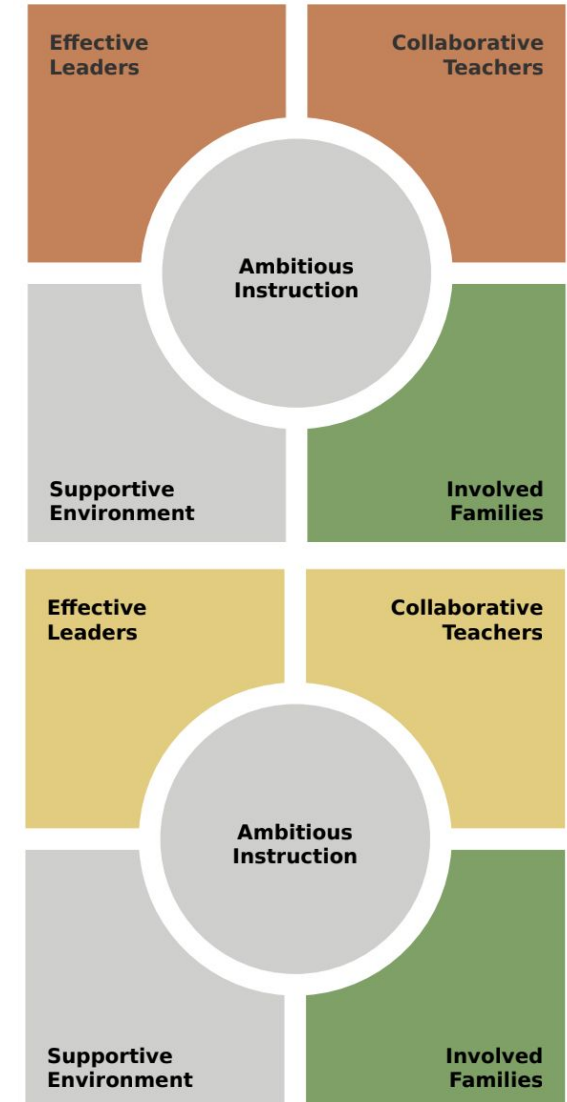 Effective
Leaders
Collaborative
Teachers
Ambitious
Instruction
Supportive
Environment
Involved
Families
Effective
Leaders
Collaborative
Teachers
Ambitious
Instruction
Supportive
Environment
Involved
Families